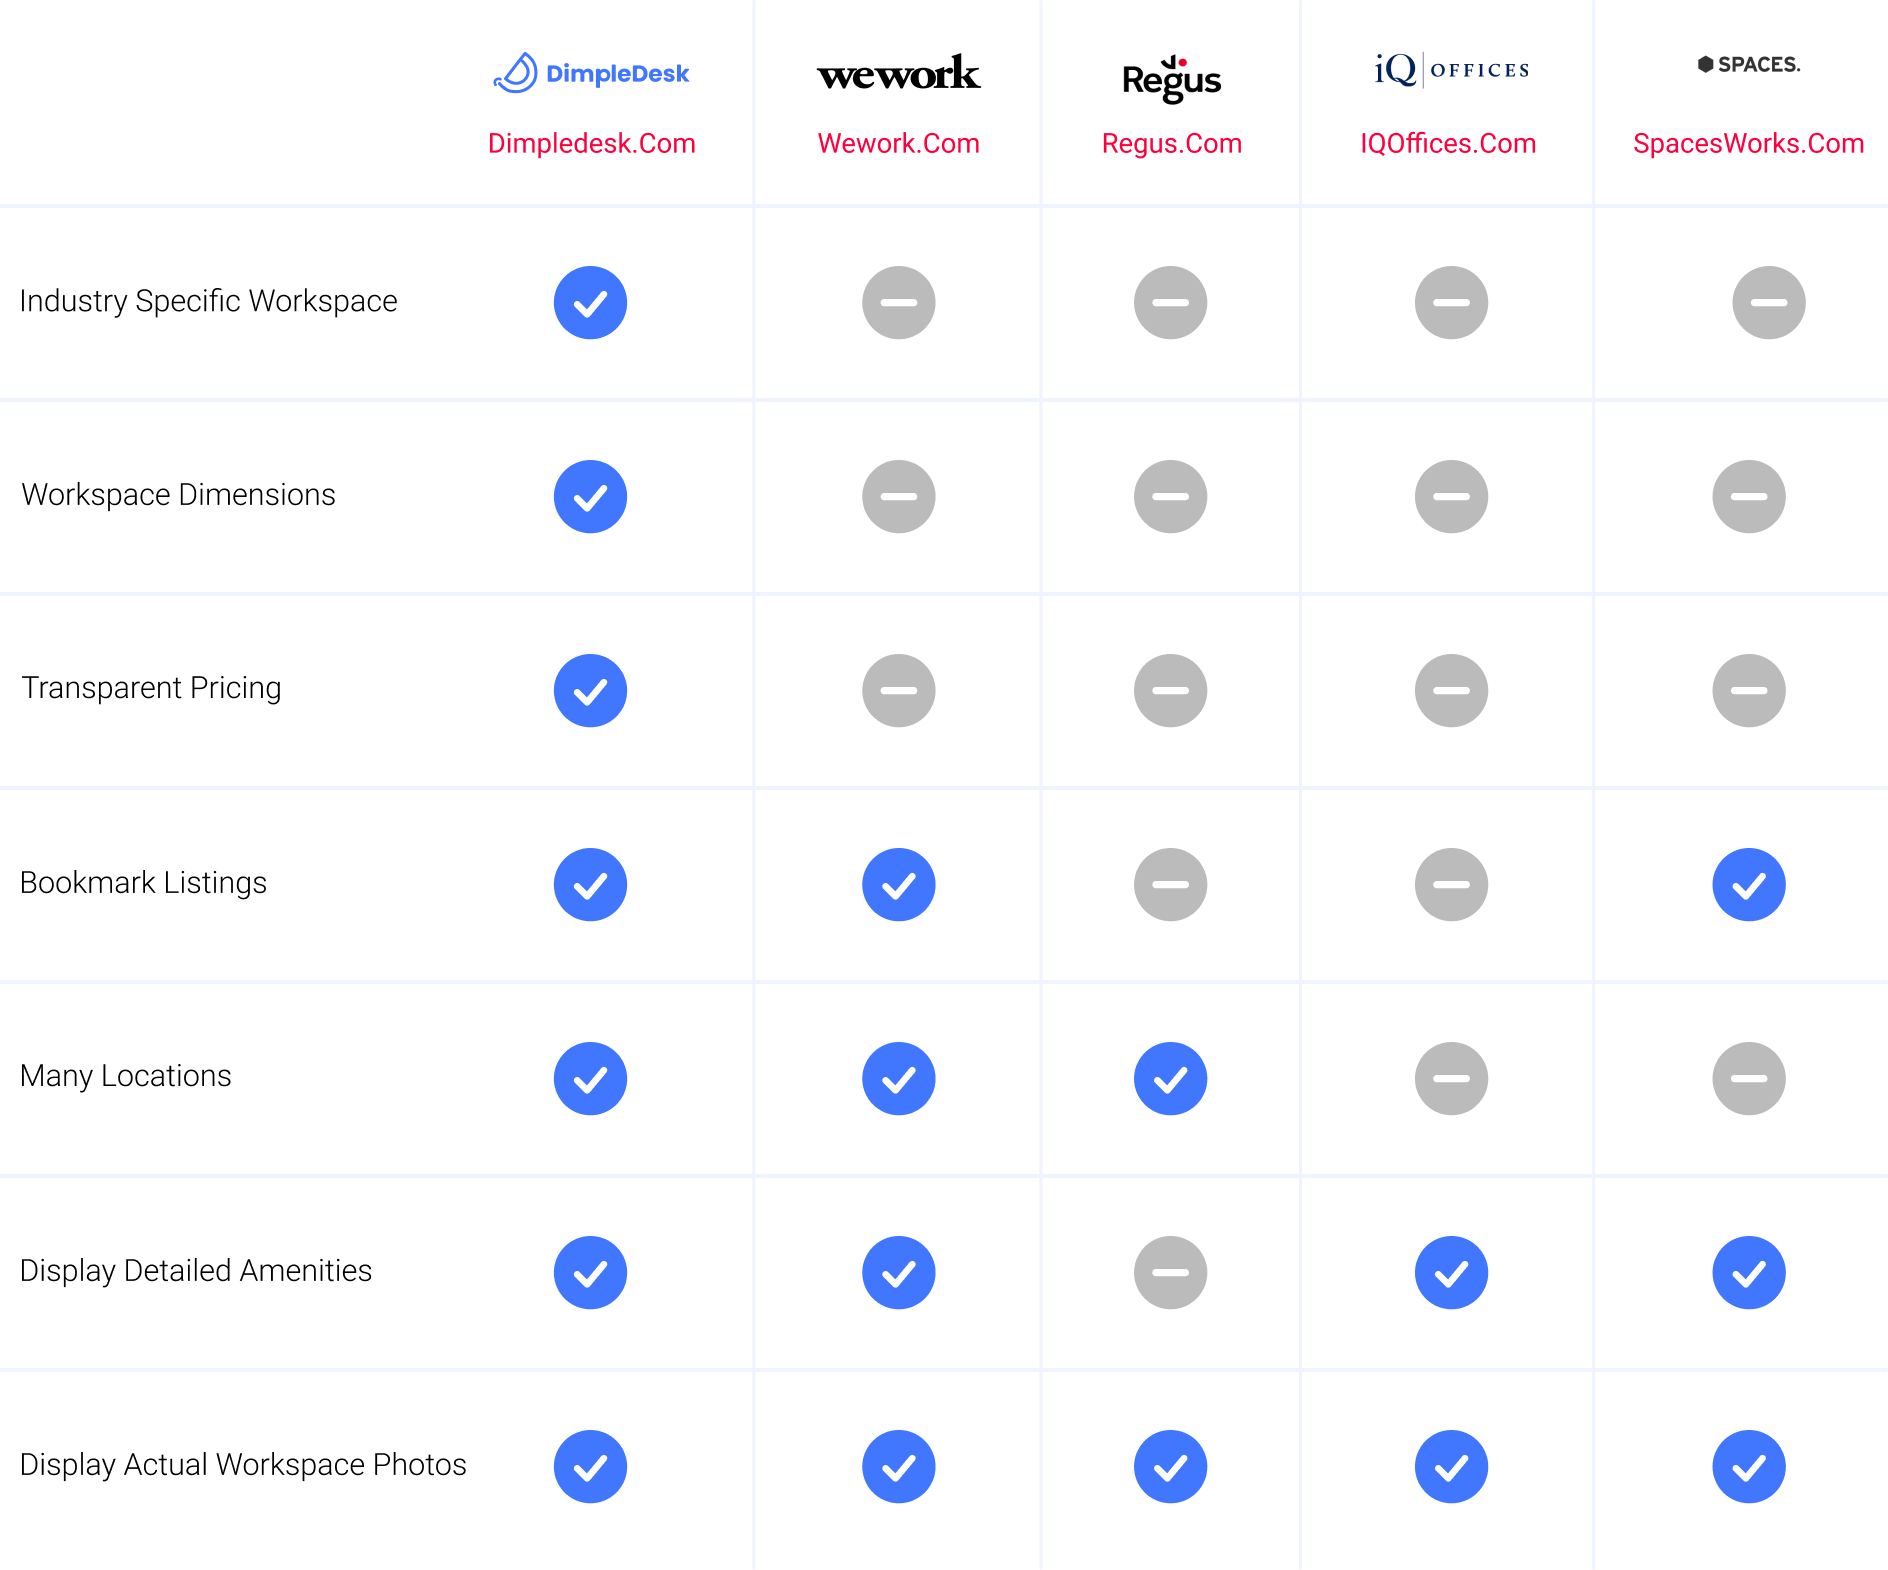 DimpleDesk
wework
Regus
iQ OFFICES
SPACES.
Dimpledesk.Com
Wework.Com
Regus.Com
IQOffices.Com
SpacesWorks.Com
Industry Specific Workspace
Workspace Dimensions
Transparent Pricing
Bookmark Listings
Many Locations
Display Detailed Amenities
Display Actual Workspace Photos